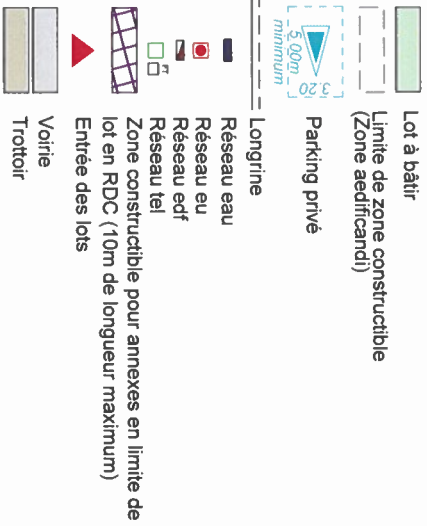 Lot à bâtir
Limite de zone constructible
(Zone aedificandi)
3.20
5.00m
minimum
Parking privé
Longrine
Réseau eau
Réseau eu
Réseau edf
PT
Réseau tel
Zone constructible pour annexes en limite de
lot en RDC (10m de longueur maximum)
Entrée des lots
Voirie
Trottoir